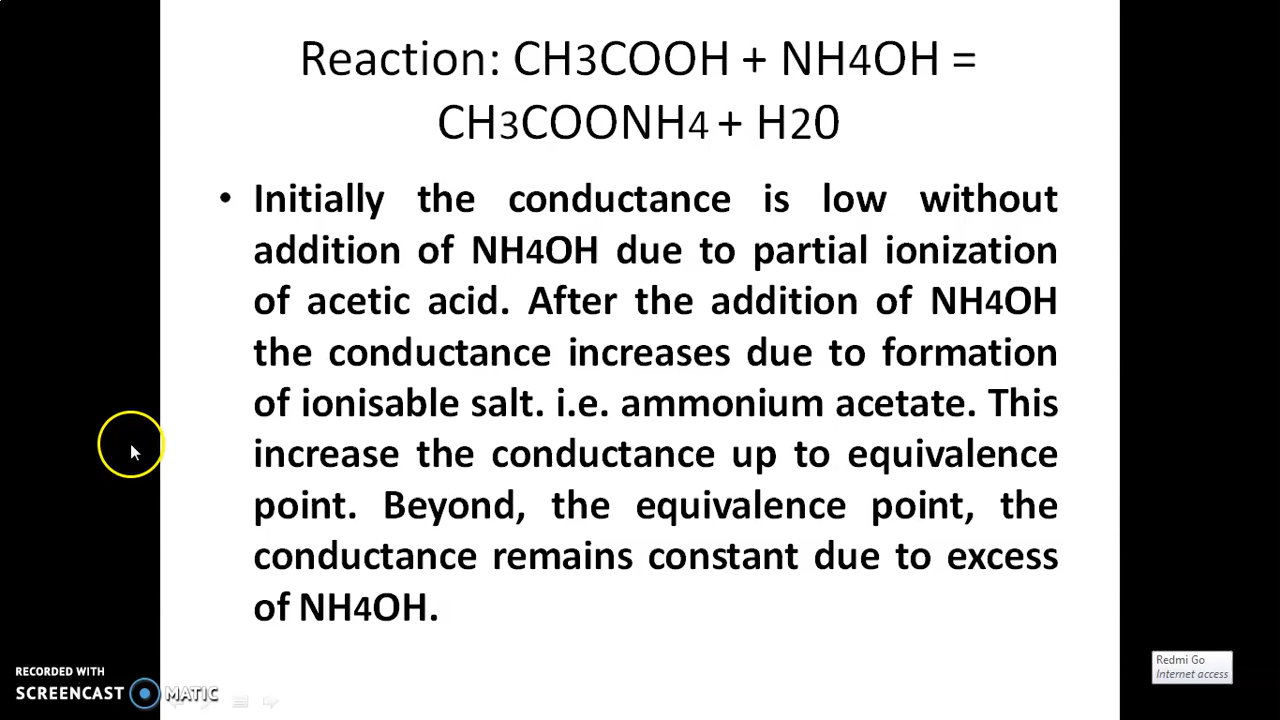 Reaction: CH3COOH + NH4OH =
CH3COONH4 + H20
• Initially the conductance is low without
addition of NH4OH due to partial ionization
of acetic acid. After the addition of NH4OH
the conductance increases due to formation
of ionisable salt. i.e. ammonium acetate. This
increase the conductance up to equivalence
point. Beyond, the equivalence point, the
conductance remains constant due to excess
of NH4OH.
Redmi Go
Internet access
RECORDED WITH
SCREENCAST MATIC